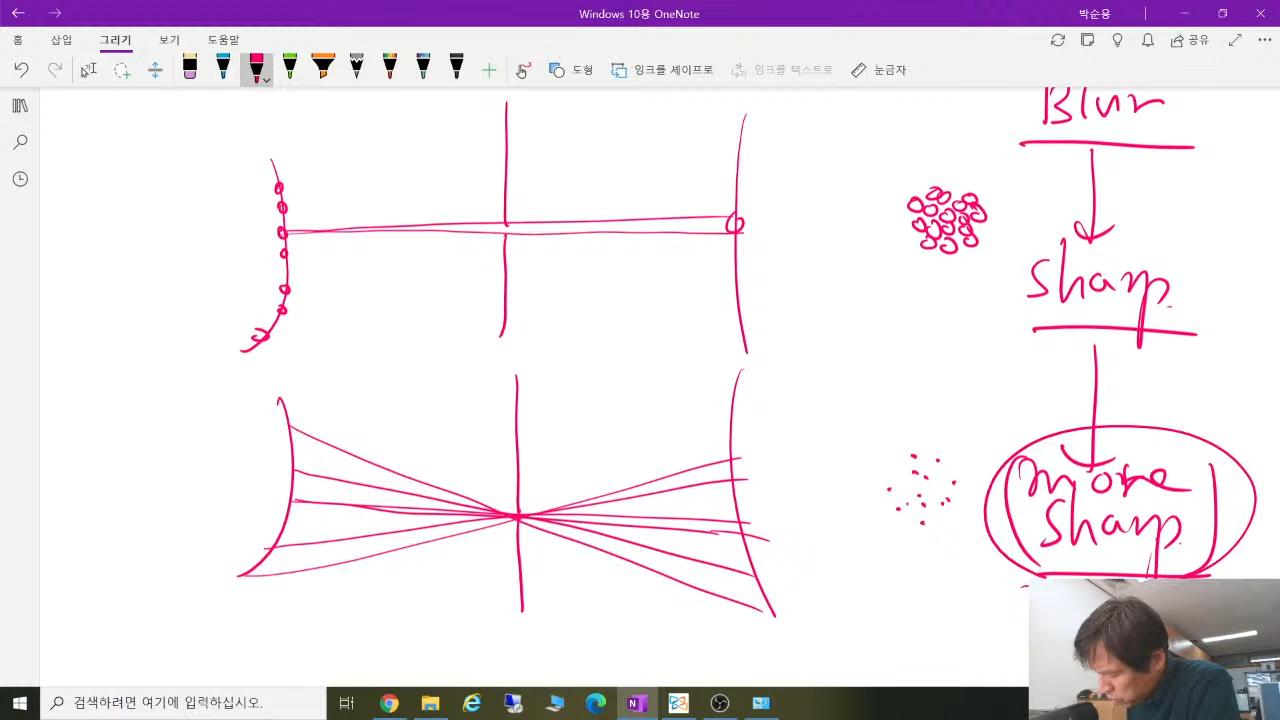 Windows 10용 OneNote
박순용
홈 삽입 그리기 보기 도움말
공유
도형
잉크를 셰이프로
잉크를 텍스트로
눈금자
Blur
Sharp
more
Sharp
검색하려면 여기에 입력하십시오.